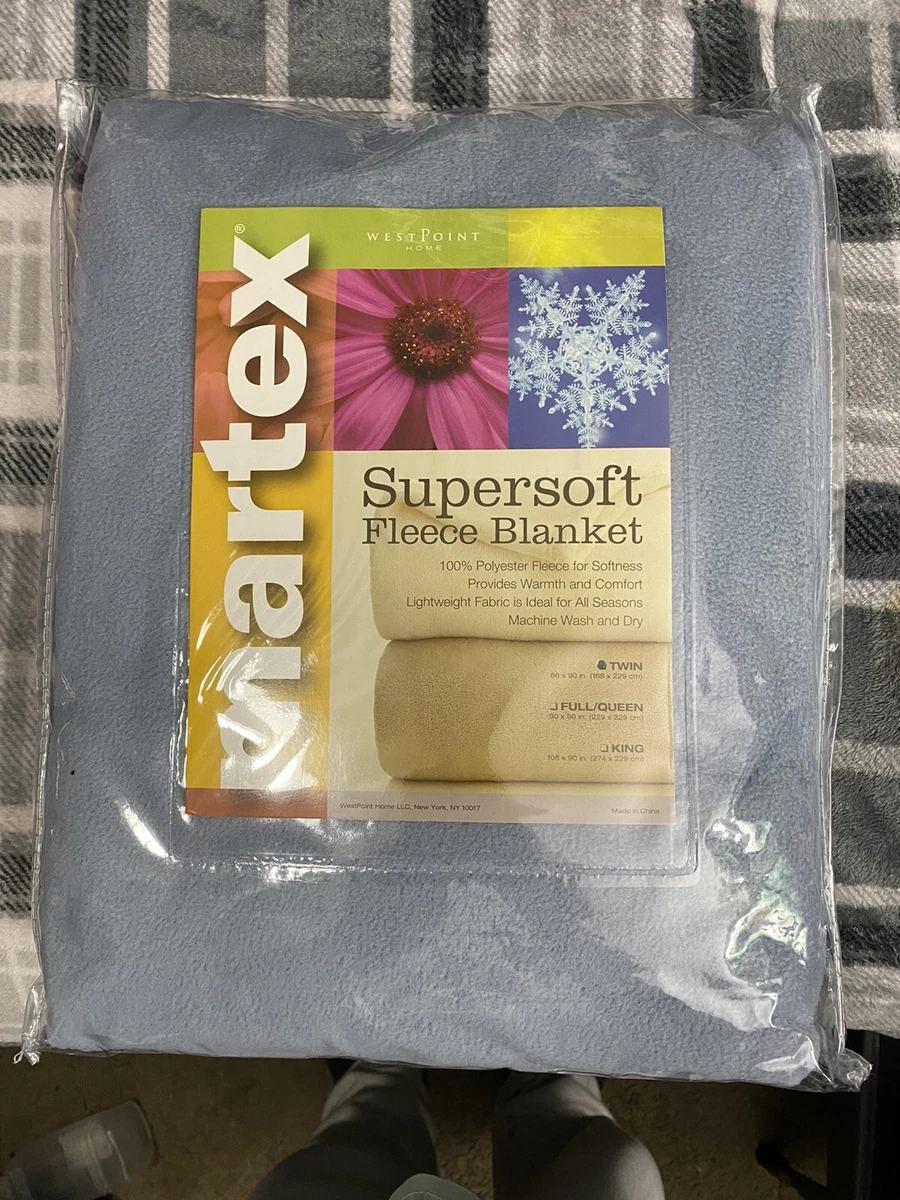 martex®
WESTPOINT
HOME
Supersoft
Fleece Blanket
100% Polyester Fleece for Softness
Provides Warmth and Comfort
Lightweight Fabric is Ideal for All Seasons
Machine Wash and Dry
TWIN
66 x 90 in. (168 x 229 cm)
FULL/QUEEN
90 x 90 in. (229 x 229 cm)
KING
108 x 90 in. (274 x 229 cm)
WestPoint Home LLC, New York, NY 10017
Made in China